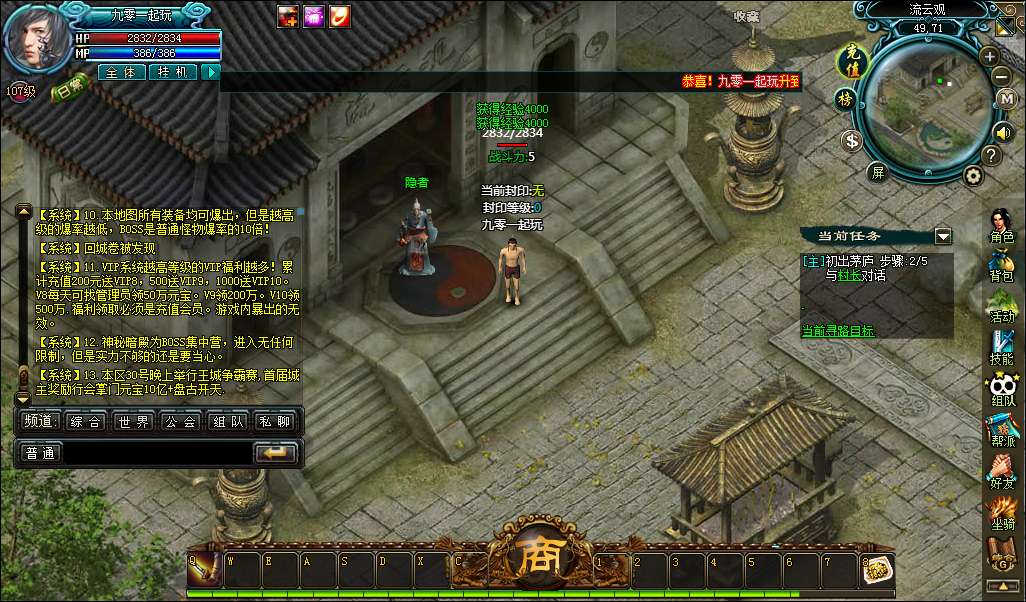 九零一起玩
HP 2832/2834
MP 386/386
全体 挂机
107级 日常
收藏
恭喜！九零一起玩升到
流云观
49,71
充值
榜
M
$
?
屏
获得经验4000
获得经验4000
2832/2834
战斗力:5
隐者
当前封印:无
封印等级:0
九零一起玩
【系统】10.本地图所有装备均可爆出，但是越高
级的爆率越低，BOSS是普通怪物爆率的10倍！
【系统】回城卷被发现
【系统】11.VIP系统越高等级的VIP福利越多！累
计充值200元送VIP8，500送VIP9，1000送VIP10。
V8每天可找管理员领50万元宝。V9领200万。V10领
500万.福利领取必须是充值会员。游戏内暴出的无
效。
【系统】12.神秘暗殿为BOSS集中营，进入无任何
限制，但是实力不够的还是要当心。
【系统】13.本区30号晚上举行王城争霸赛,首届城
主奖励行会掌门元宝10亿+盘古开天.
频道: 综合 世界 公会 组队 私聊
普通
当前任务
[主]初出茅庐 步骤:2/5
与村长对话
当前寻路目标
角色
背包
活动
技能
组队
帮派
好友
坐骑
G
Q W E A S D X C 商 1 2 3 4 5 6 7 8